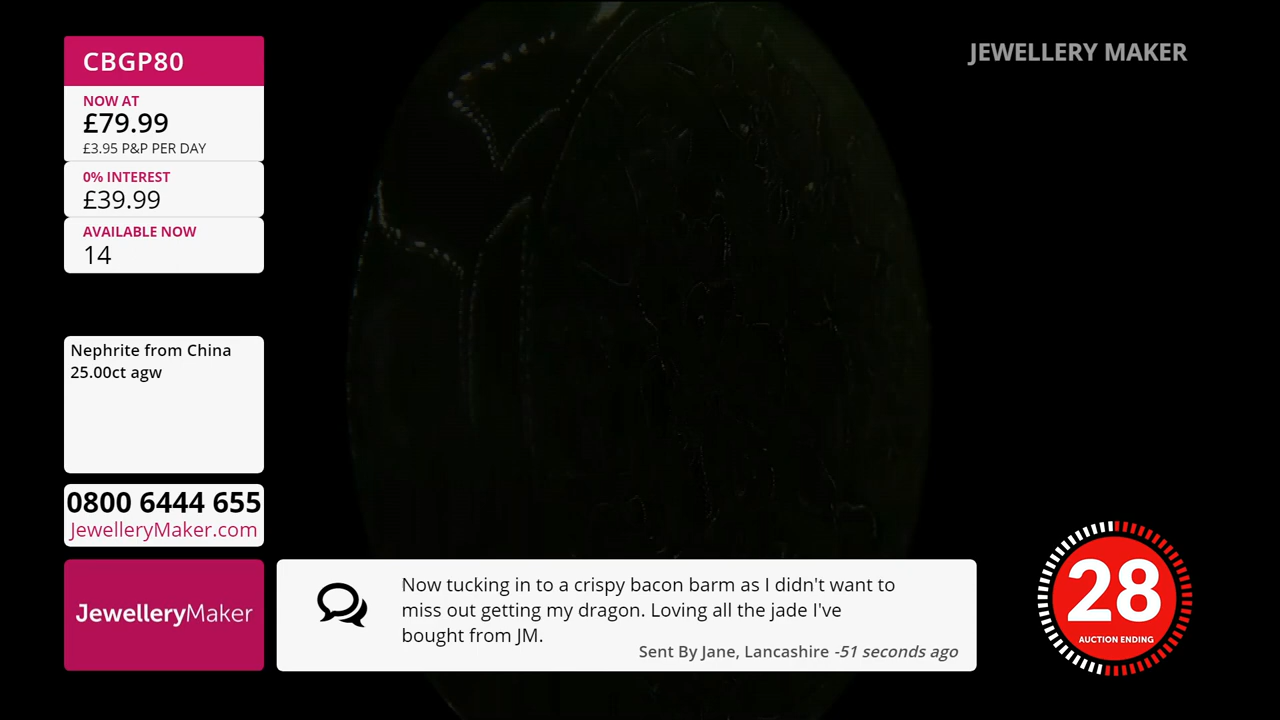 CBGP80
NOW AT
£79.99
£3.95 P&P PER DAY
0% INTEREST
£39.99
AVAILABLE NOW
14
Nephrite from China
25.00ct agw
0800 6444 655
JewelleryMaker.com
JewelleryMaker
JEWELLERY MAKER
Now tucking in to a crispy bacon barm as I didn't want to
miss out getting my dragon. Loving all the jade I've
bought from JM.
Sent By Jane, Lancashire -51 seconds ago
28
AUCTION ENDING